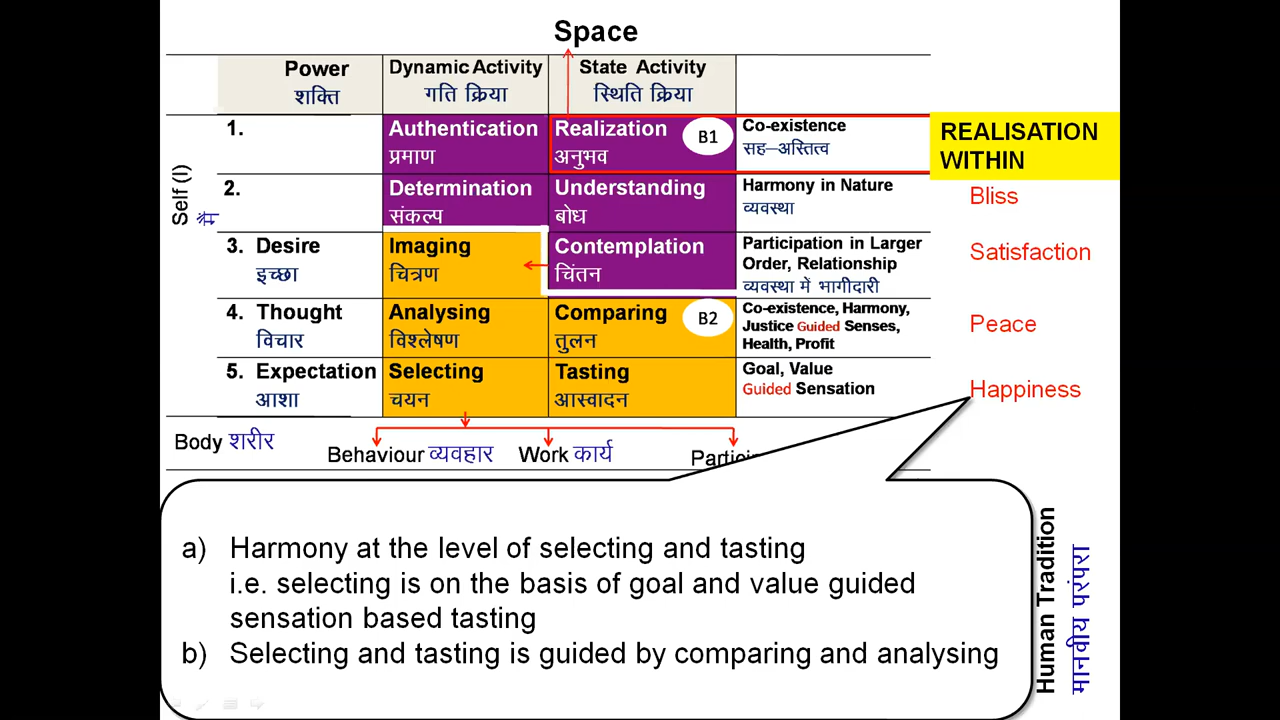 Space
Power Dynamic Activity State Activity
शक्ति गति क्रिया स्थिति क्रिया
1. Authentication Realization B1 Co-existence
प्रमाण अनुभव सह–अस्तित्व
REALISATION
WITHIN
2. Determination Understanding Harmony in Nature Bliss
संकल्प बोध व्यवस्था
Self (I)
मैं
3. Desire Imaging Contemplation Participation in Larger Satisfaction
इच्छा चित्रण चिंतन Order, Relationship
व्यवस्था में भागीदारी
4. Thought Analysing Comparing B2 Co-existence, Harmony, Peace
विचार विश्लेषण तुलन Justice Guided Senses,
Health, Profit
5. Expectation Selecting Tasting Goal, Value Happiness
आशा चयन आस्वादन Guided Sensation
Body शरीर Behaviour व्यवहार Work कार्य
a) Harmony at the level of selecting and tasting
i.e. selecting is on the basis of goal and value guided
sensation based tasting
b) Selecting and tasting is guided by comparing and analysing
Human Tradition
मानवीय परंपरा